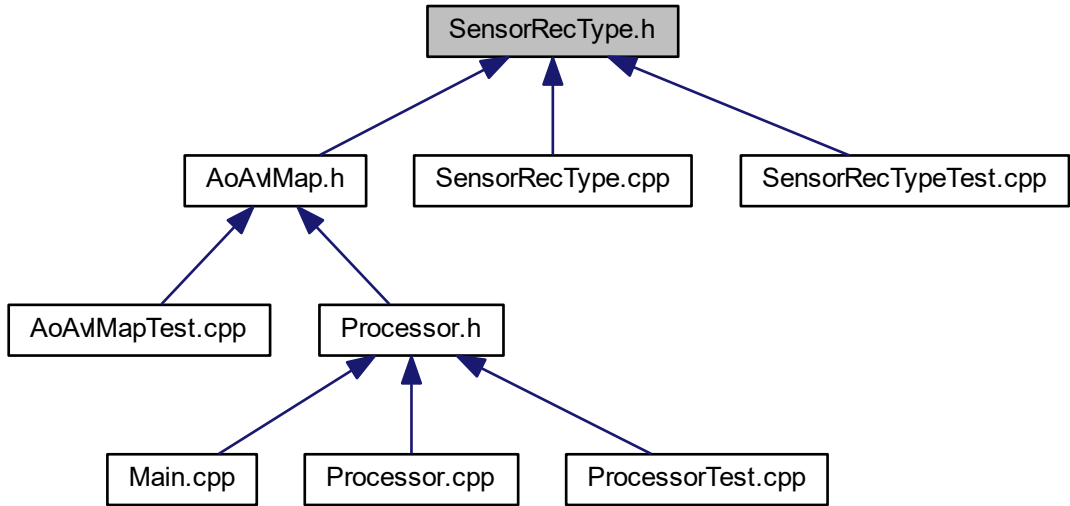 SensorRecType.h
AoAvlMap.h
SensorRecType.cpp
SensorRecTypeTest.cpp
AoAvlMapTest.cpp
Processor.h
Main.cpp
Processor.cpp
ProcessorTest.cpp